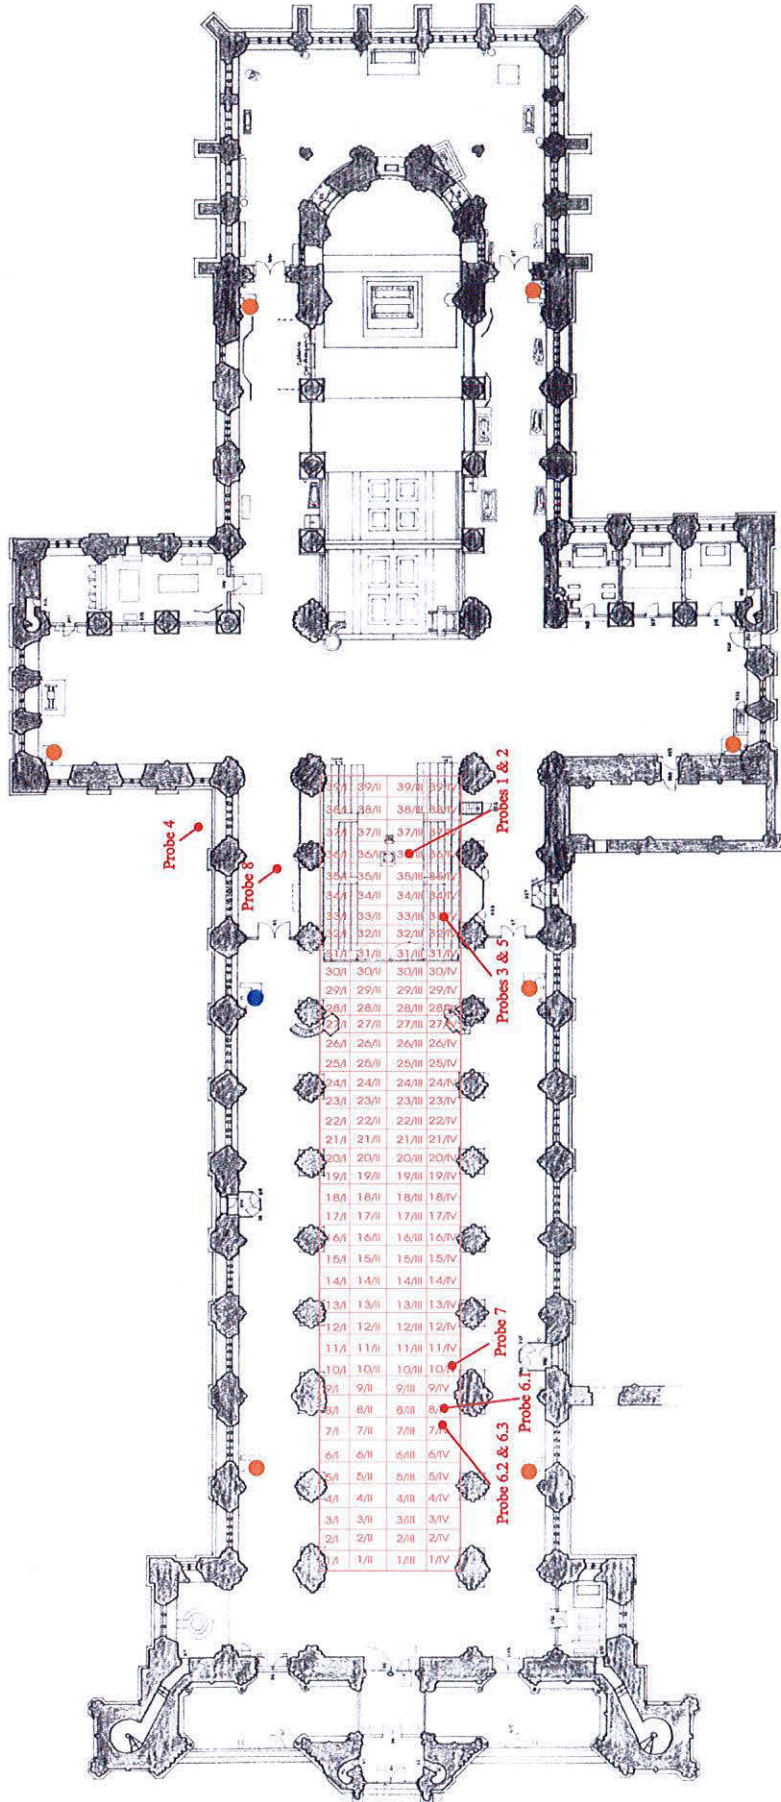 Probes 1 & 2
Probe 4
Probe 8
Probes 3 & 5
39/I 39/II 39/III 39/IV
38/I 38/II 38/III 38/IV
37/I 37/II 37/III 37/IV
36/I 36/II 36/IV
35/I 35/II 35/III 35/IV
34/I 34/II 34/III 34/IV
33/I 33/II 33/III
32/I 32/II 32/III 32/IV
31/I 31/II 31/III 31/IV
30/I 30/II 30/III 30/IV
29/I 29/II 29/III 29/IV
28/I 28/II 28/III
27/I 27/II 27/III 27/IV
26/I 26/II 26/III 26/IV
25/I 25/II 25/III 25/IV
24/I 24/II 24/III 24/IV
23/I 23/II 23/III 23/IV
22/I 22/II 22/III 22/IV
21/I 21/II 21/III 21/IV
20/I 20/II 20/III 20/IV
19/I 19/II 19/III 19/IV
18/I 18/II 18/III 18/IV
17/I 17/II 17/III 17/IV
16/I 16/II 16/III 16/IV
15/I 15/II 15/III 15/IV
14/I 14/II 14/III 14/IV
13/I 13/II 13/III 13/IV
12/I 12/II 12/III 12/IV
11/I 11/II 11/III 11/IV
10/I 10/II 10/III
Probe 7
9/I 9/II 9/III 9/IV
8/I 8/II 8/III
Probe 6.1
7/I 7/II 7/III
Probe 6.2 & 6.3
6/I 6/II 6/III 6/IV
5/I 5/II 5/III 5/IV
4/I 4/II 4/III 4/IV
3/I 3/II 3/III 3/IV
2/I 2/II 2/III 2/IV
1/I 1/II 1/III 1/IV